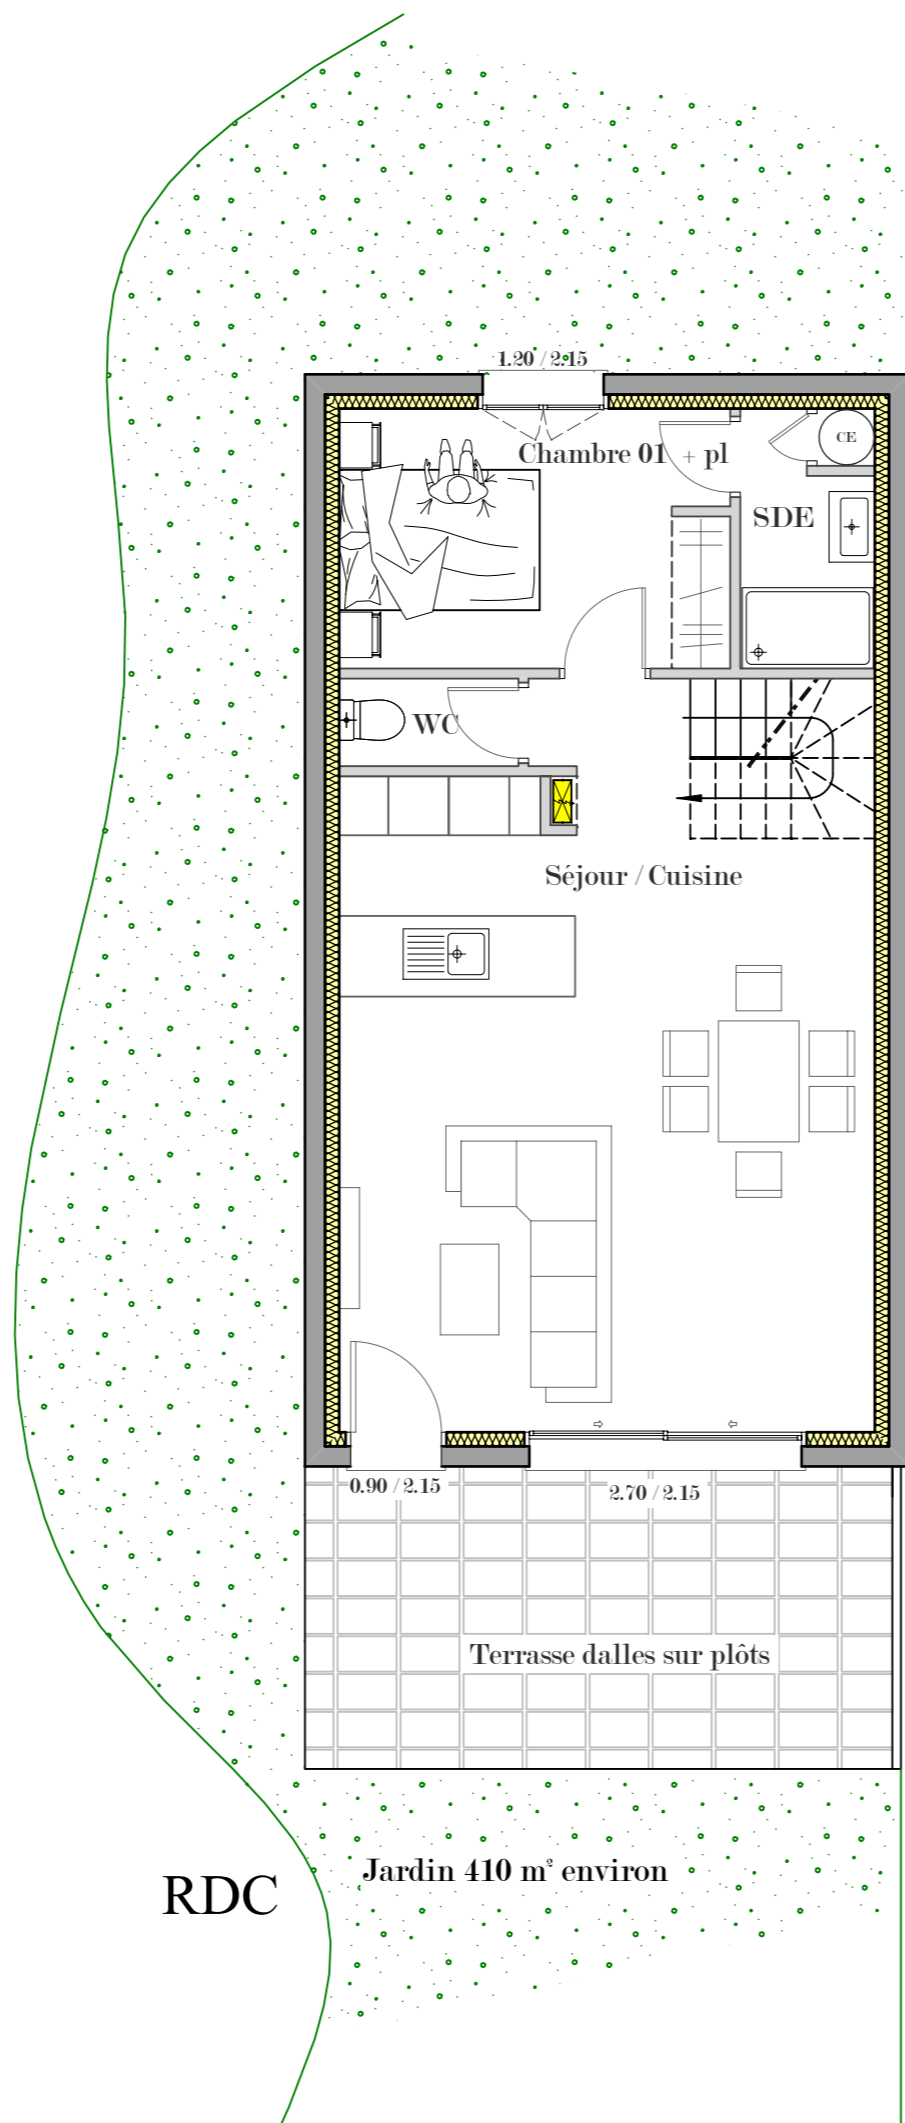 1.20 / 2.15
Chambre 01 + pl
CE
SDE
WC
Séjour / Cuisine
0.90 / 2.15
2.70 / 2.15
Terrasse dalles sur plôts
Jardin 410 m² environ
RDC